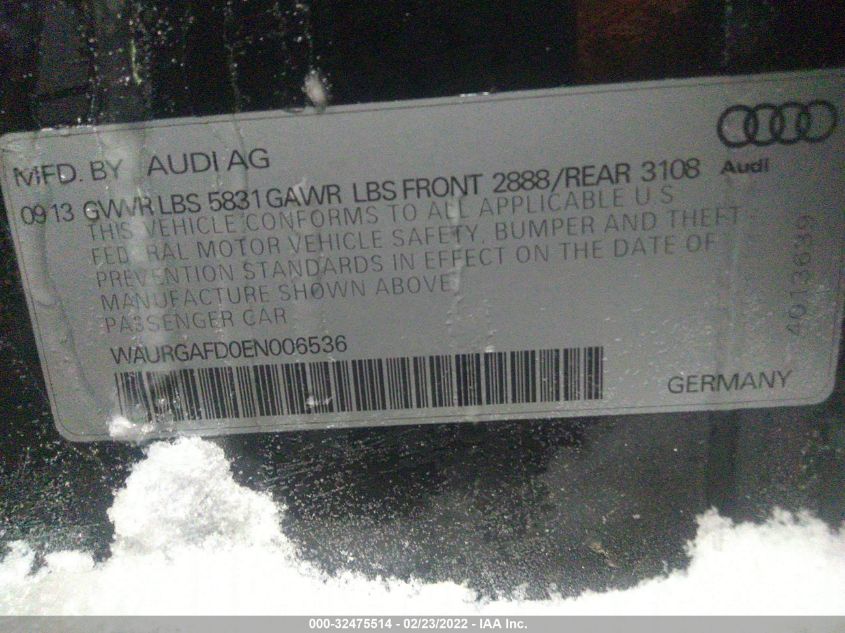 MFD. BY AUDI AG
Audi
0913 GVWR LBS 5831 GAWR LBS FRONT 2888/REAR 3108
THIS VEHICLE CONFORMS TO ALL APPLICABLE U S
FEDERAL MOTOR VEHICLE SAFETY, BUMPER AND THEFT
PREVENTION STANDARDS IN EFFECT ON THE DATE OF
MANUFACTURE SHOWN ABOVE
PASSENGER CAR
4013639
WAURGAFD0EN006536
GERMANY
000-32475514 - 02/23/2022 - IAA Inc.